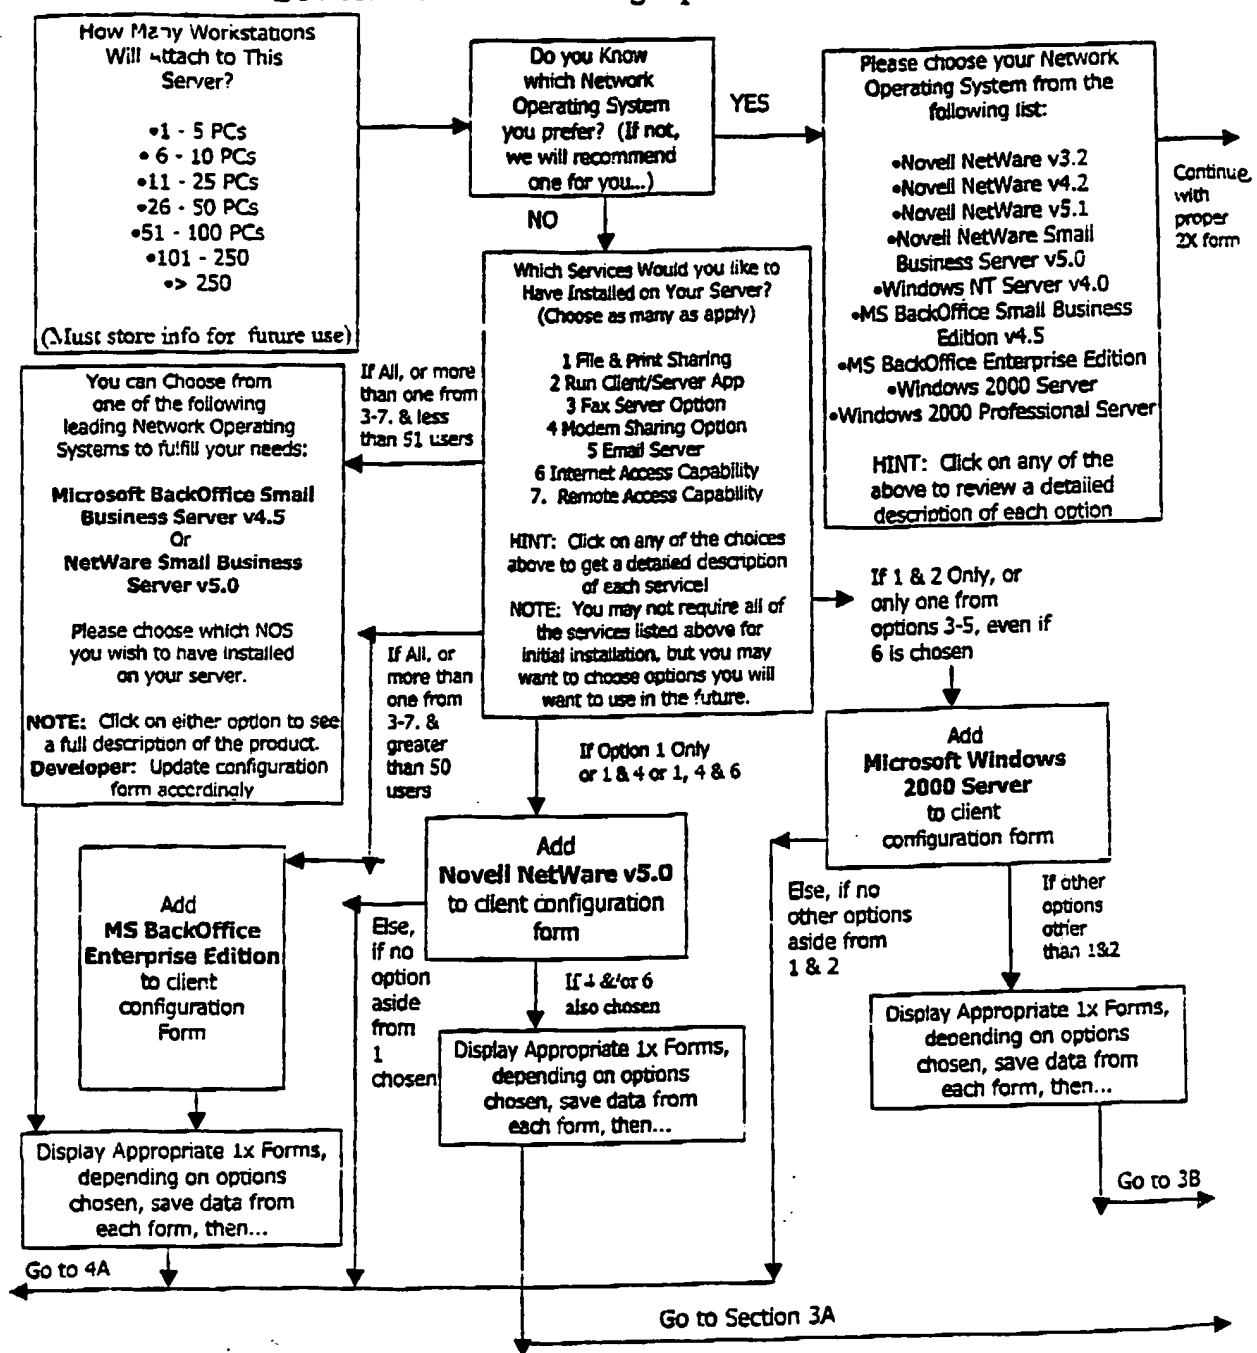 How Many Workstations
Will Attach to This
Server?
•1 - 5 PCs
• 6 - 10 PCs
•11 - 25 PCs
•26 - 50 PCs
•51 - 100 PCs
•101 - 250
•> 250
(Must store info for future use)
Do you Know
which Network
Operating System
you prefer? (If not,
we will recommend
one for you...)
YES
NO
Please choose your Network
Operating System from the
following list:
•Novell NetWare v3.2
•Novell NetWare v4.2
•Novell NetWare v5.1
•Novell NetWare Small
Business Server v5.0
•Windows NT Server v4.0
•MS BackOffice Small Business
Edition v4.5
•MS BackOffice Enterprise Edition
•Windows 2000 Server
•Windows 2000 Professional Server
HINT: Click on any of the
above to review a detailed
description of each option
Continue
with
proper
2X form
Which Services Would you like to
Have Installed on Your Server?
(Choose as many as apply)
1 File & Print Sharing
2 Run Client/Server App
3 Fax Server Option
4 Modem Sharing Option
5 Email Server
6 Internet Access Capability
7. Remote Access Capability
HINT: Click on any of the choices
above to get a detailed description
of each service!
NOTE: You may not require all of
the services listed above for
initial installation, but you may
want to choose options you will
want to use in the future.
If All, or more
than one from
3-7. & less
than 51 users
You can Choose from
one of the following
leading Network Operating
Systems to fulfill your needs:
Microsoft BackOffice Small
Business Server v4.5
Or
NetWare Small Business
Server v5.0
Please choose which NOS
you wish to have installed
on your server.
NOTE: Click on either option to see
a full description of the product.
Developer: Update configuration
form accordingly
If All, or
more than
one from
3-7. &
greater
than 50
users
If Option 1 Only
or 1 & 4 or 1, 4 & 6
If 1 & 2 Only, or
only one from
options 3-5, even if
6 is chosen
Add
Microsoft Windows
2000 Server
to client
configuration form
Add
Novell NetWare v5.0
to client configuration
form
Add
MS BackOffice
Enterprise Edition
to client
configuration
Form
Else,
if no
option
aside
from
1
chosen
If 4 &/or 6
also chosen
Else, if no
other options
aside from
1 & 2
If other
options
other
than 1&2
Display Appropriate 1x Forms,
depending on options
chosen, save data from
each form, then...
Display Appropriate 1x Forms,
depending on options
chosen, save data from
each form, then...
Display Appropriate 1x Forms,
depending on options
chosen, save data from
each form, then...
Go to 3B
Go to 4A
Go to Section 3A